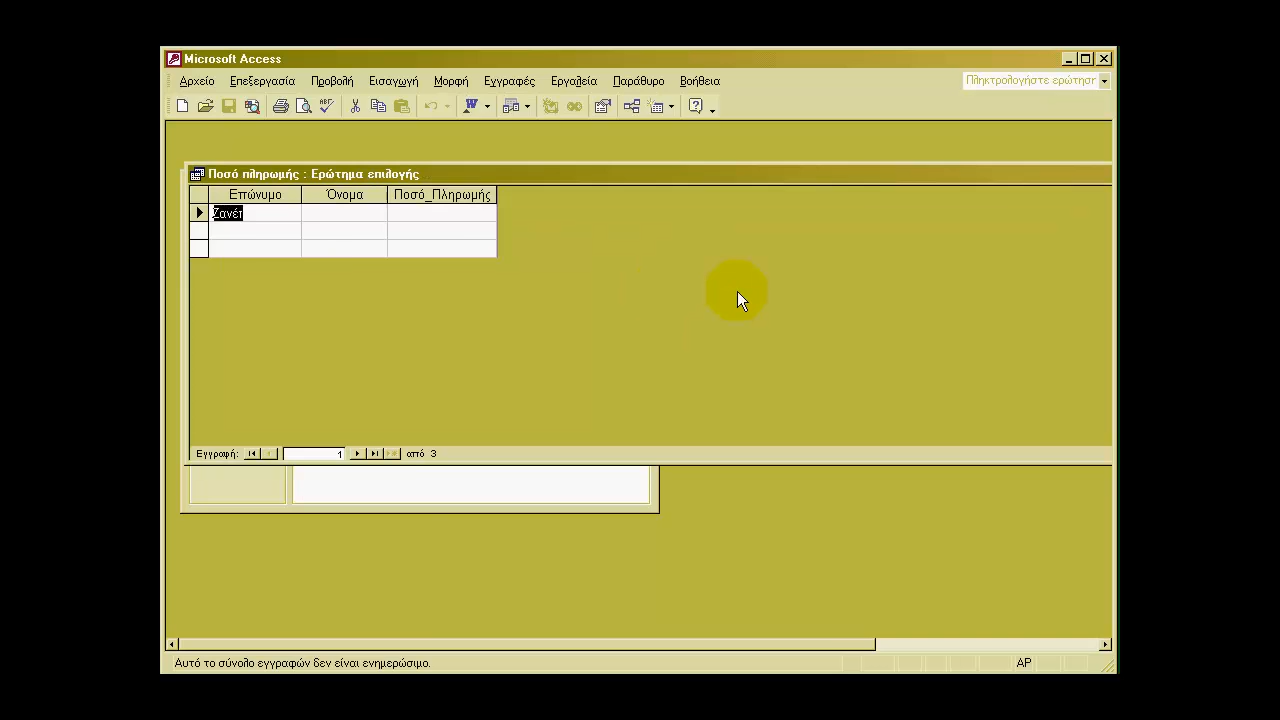 Microsoft Access
Αρχείο Επεξεργασία Προβολή Εισαγωγή Μορφή Εγγραφές Εργαλεία Παράθυρο Βοήθεια Πληκτρολογήστε ερώτηση
Ποσό πληρωμής : Ερώτημα επιλογής
Επώνυμο Όνομα Ποσό_Πληρωμής
Ζανέτ
Εγγραφή: 1 από 3
Αυτό το σύνολο εγγραφών δεν είναι ενημερώσιμο. ΑΡ